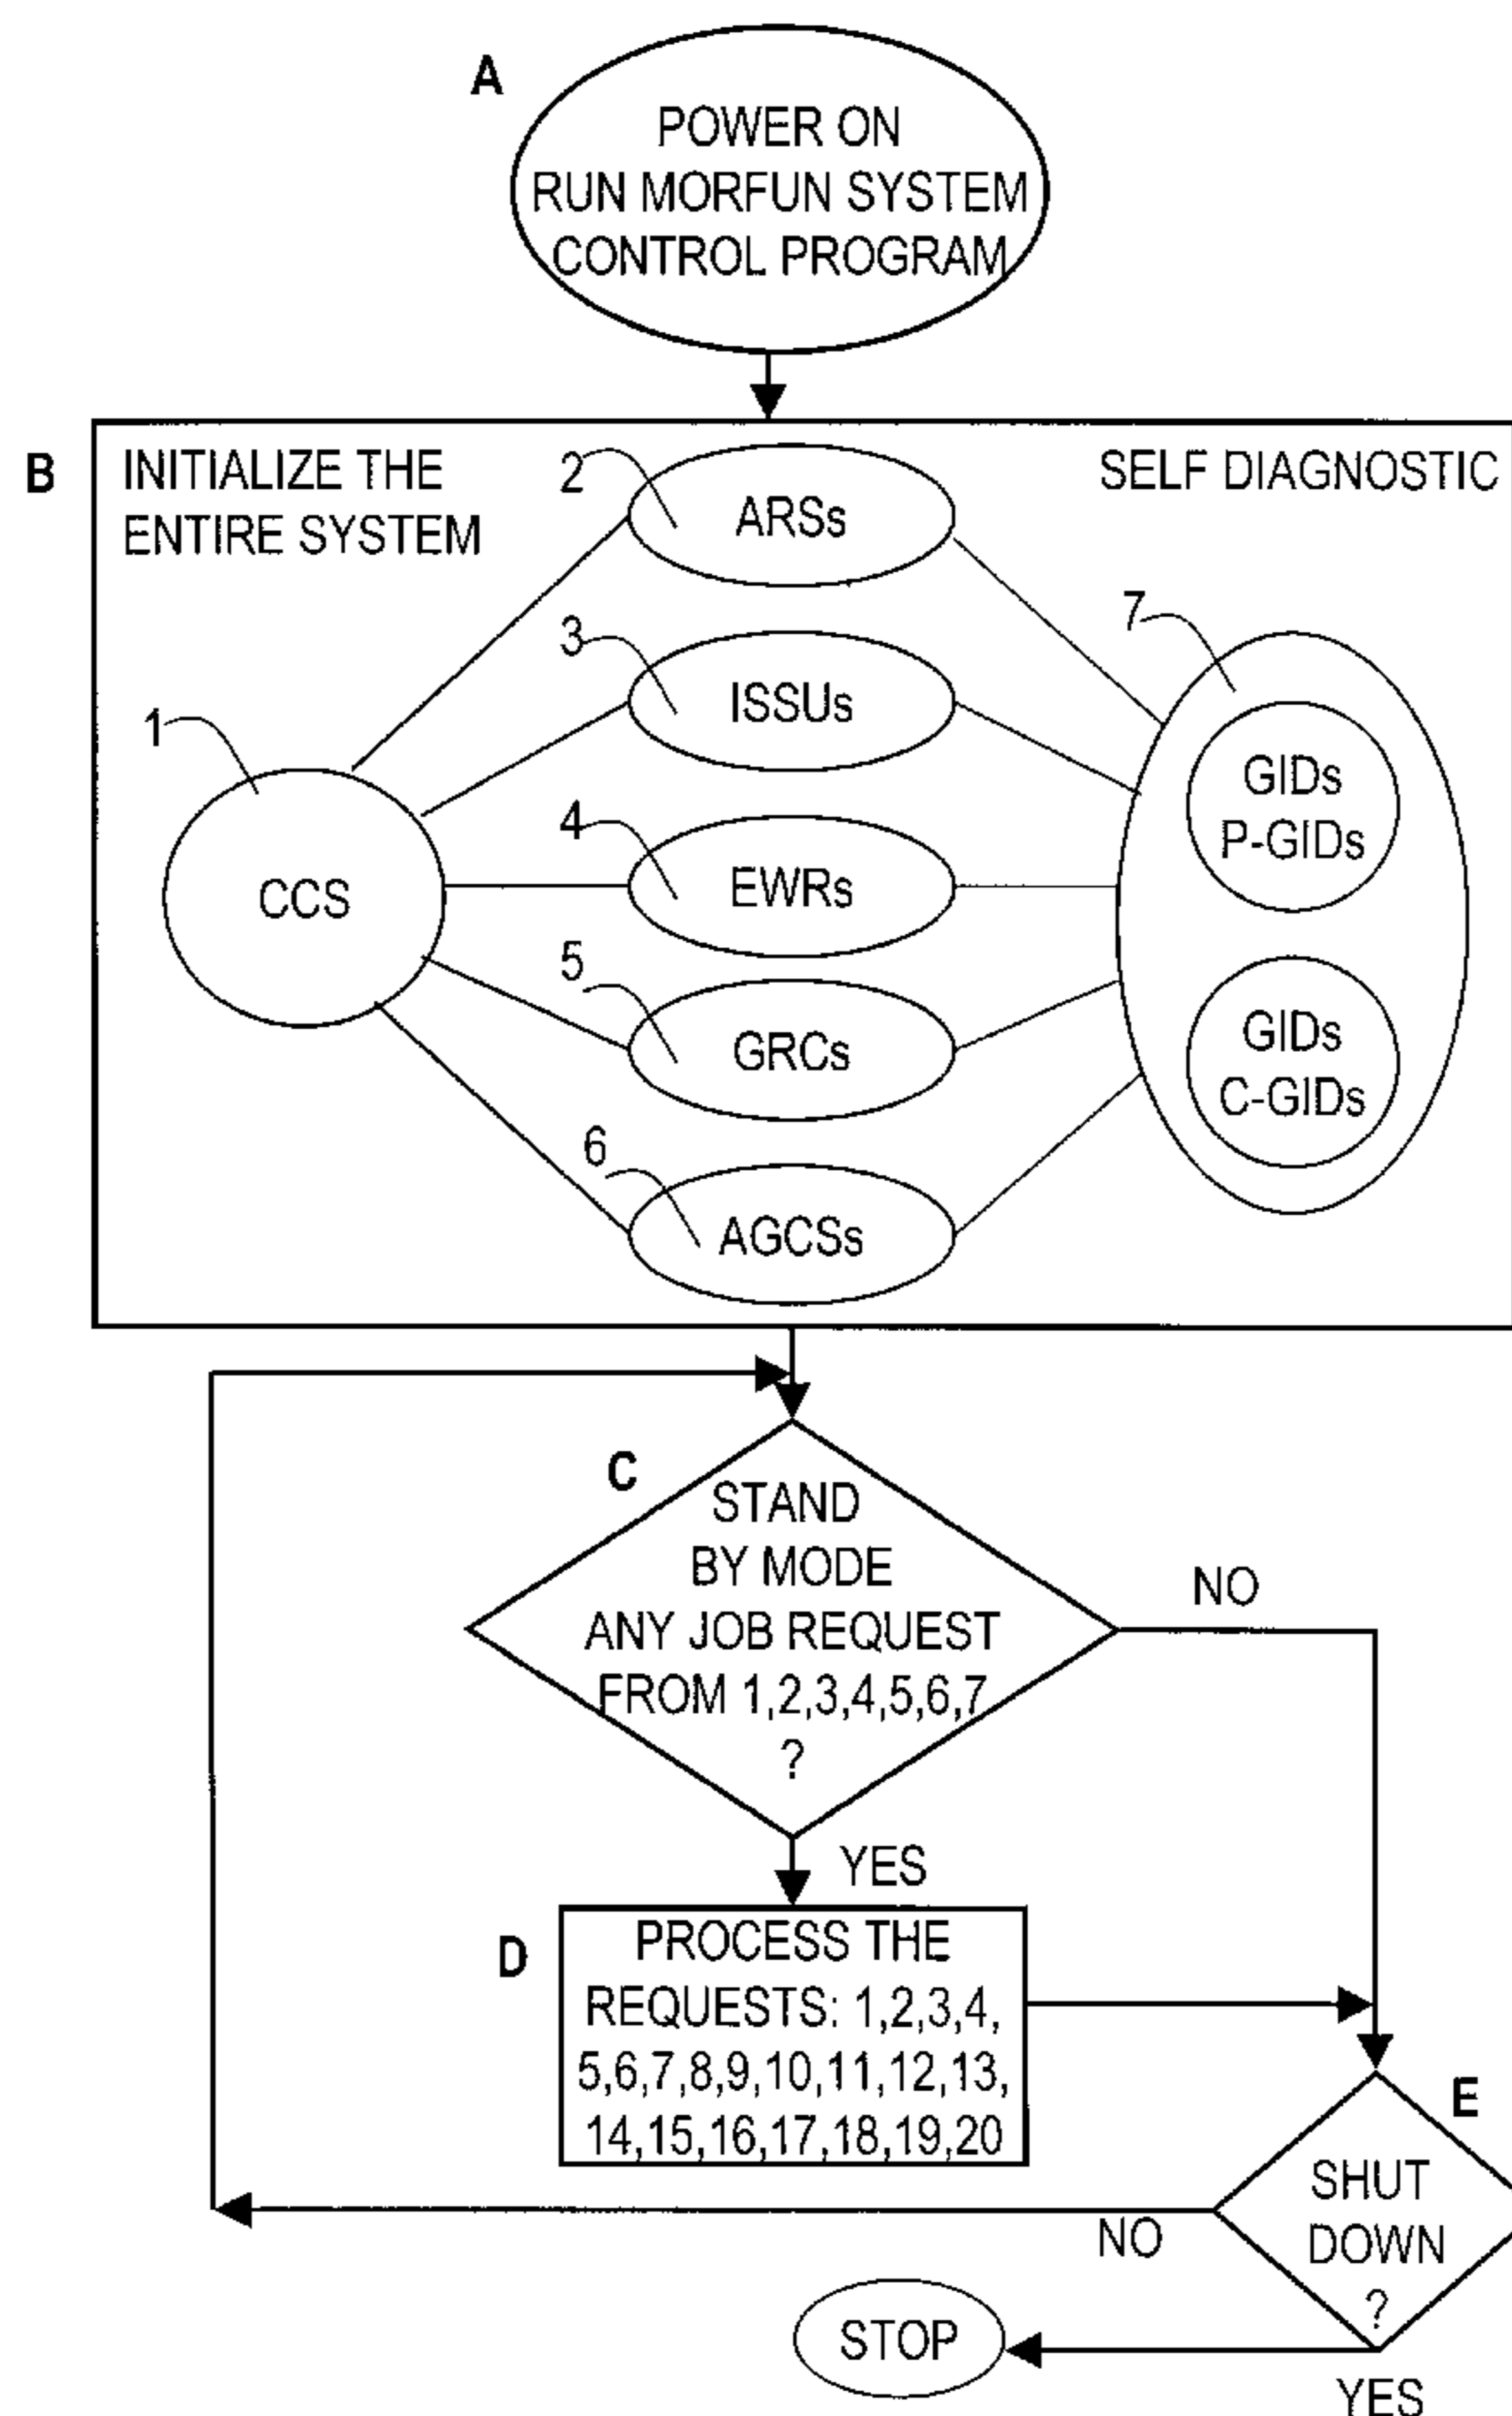 A
POWER ON
RUN MORFUN SYSTEM
CONTROL PROGRAM
B
INITIALIZE THE
ENTIRE SYSTEM
SELF DIAGNOSTIC
2
ARSs
3
ISSUs
7
1
CCS
4
EWRs
GIDs
P-GIDs
5
GRCs
GIDs
C-GIDs
6
AGCSs
C
STAND
BY MODE
ANY JOB REQUEST
FROM 1,2,3,4,5,6,7
?
NO
YES
D
PROCESS THE
REQUESTS: 1,2,3,4,
5,6,7,8,9,10,11,12,13,
14,15,16,17,18,19,20
E
SHUT
DOWN
?
NO
STOP
YES